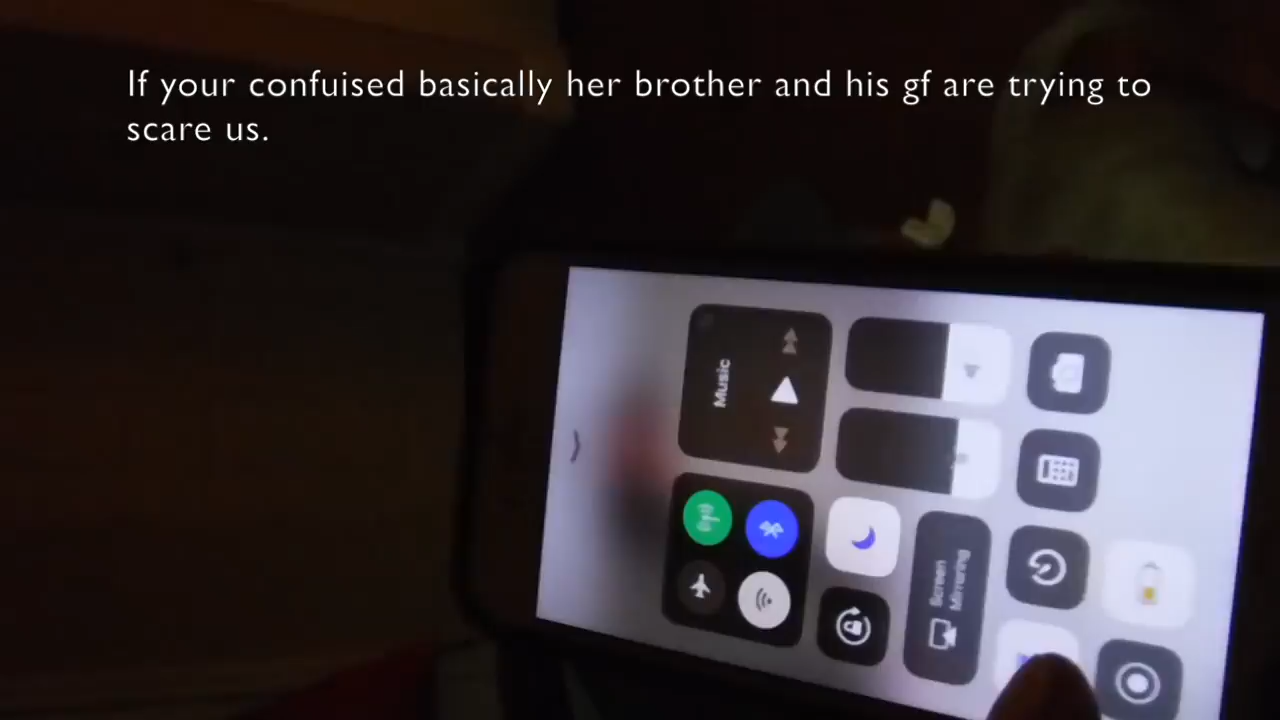 If your confuised basically her brother and his gf are trying to
scare us.
Music
Screen
Mirroring